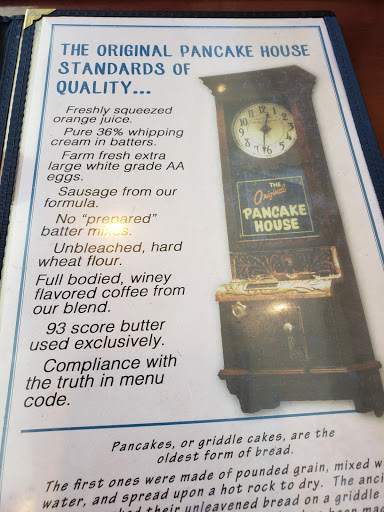 THE ORIGINAL PANCAKE HOUSE
STANDARDS OF
QUALITY...
Freshly squeezed
orange juice.
Pure 36% whipping
cream in batters.
Farm fresh extra
large white grade AA
eggs.
Sausage from our
formula.
No "prepared"
batter mixes.
Unbleached, hard
wheat flour.
Full bodied, winey
flavored coffee from
our blend.
93 score butter
used exclusively.
Compliance with
the truth in menu
code.
THE
Original
PANCAKE
HOUSE
Pancakes, or griddle cakes, are the
oldest form of bread.
The first ones were made of pounded grain, mixed w
water, and spread upon a hot rock to dry. The anci
their unleavened bread on a griddle
been mad